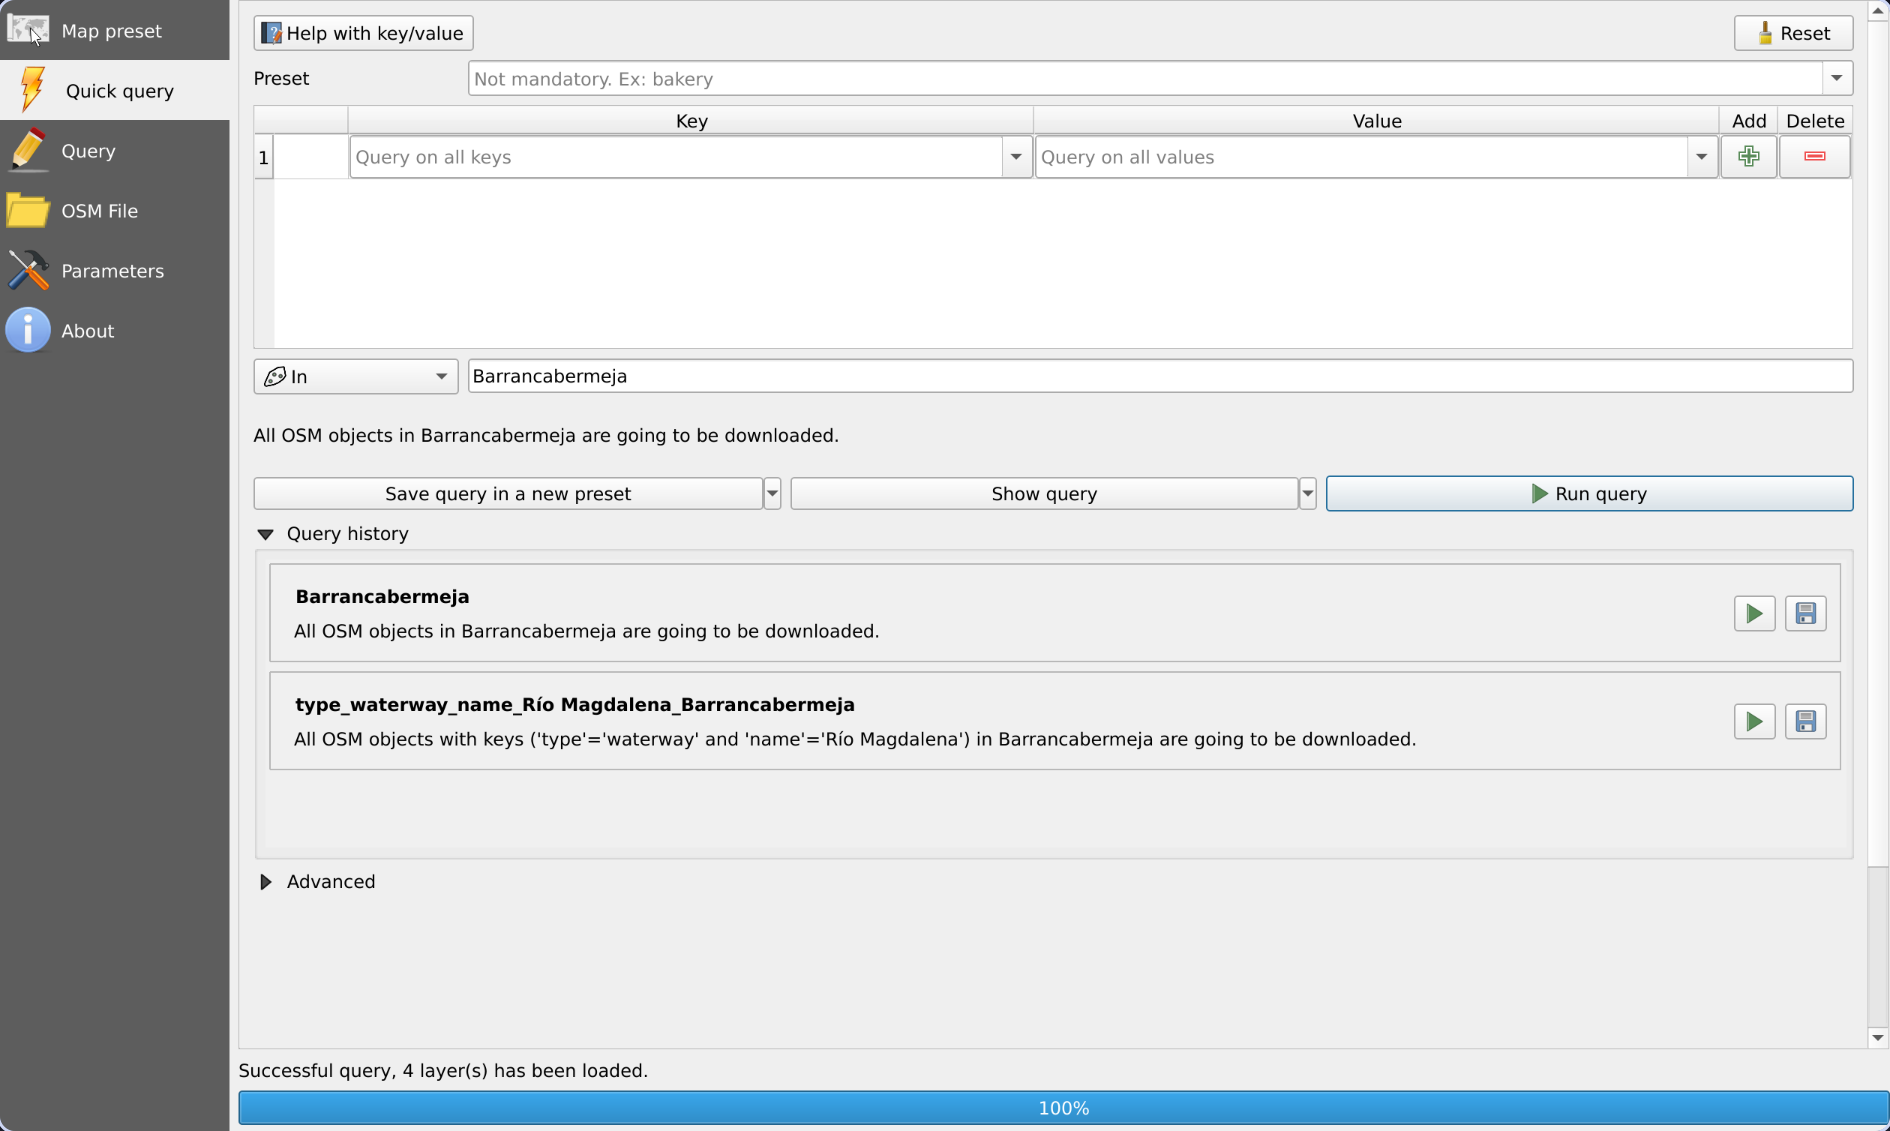 Map preset
Quick query
Query
OSM File
Parameters
About
Help with key/value
Reset
Preset
Not mandatory. Ex: bakery
Key Value Add Delete
1 Query on all keys Query on all values
In Barrancabermeja
All OSM objects in Barrancabermeja are going to be downloaded.
Save query in a new preset Show query Run query
Query history
Barrancabermeja
All OSM objects in Barrancabermeja are going to be downloaded.
type_waterway_name_Río Magdalena_Barrancabermeja
All OSM objects with keys ('type'='waterway' and 'name'='Río Magdalena') in Barrancabermeja are going to be downloaded.
Advanced
Successful query, 4 layer(s) has been loaded.
100%